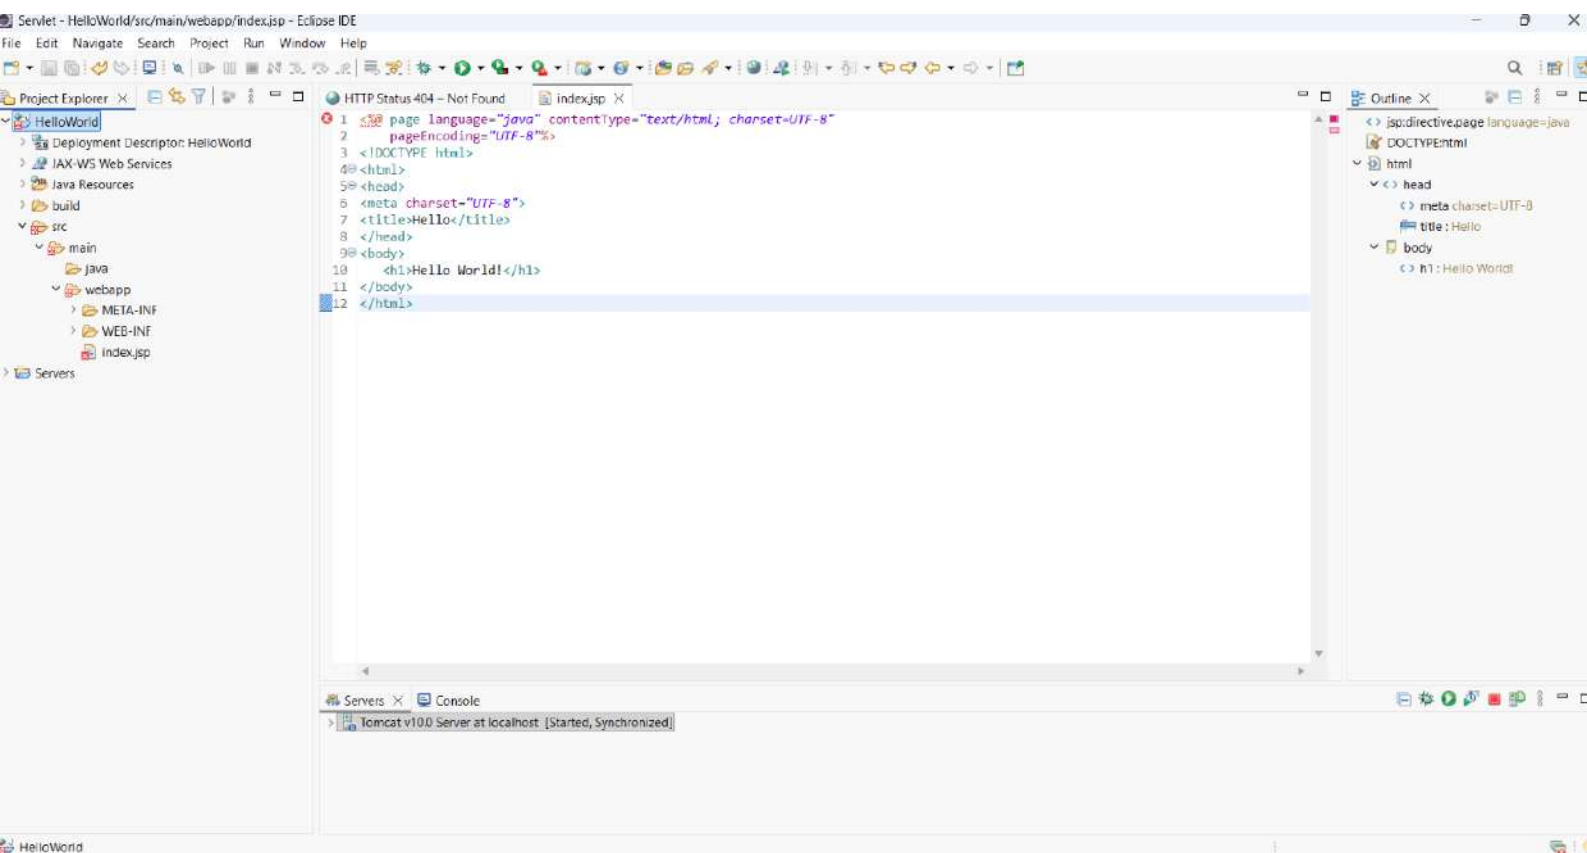 Servlet - HelloWorld/src/main/webapp/index.jsp - Eclipse IDE
File Edit Navigate Search Project Run Window Help
Project Explorer
HelloWorld
Deployment Descriptor: HelloWorld
JAX-WS Web Services
Java Resources
build
src
main
java
webapp
META-INF
WEB-INF
index.jsp
Servers
HTTP Status 404 – Not Found index.jsp
1 <%@ page language="java" contentType="text/html; charset=UTF-8"
2 pageEncoding="UTF-8"%>
3 <!DOCTYPE html>
4 <html>
5 <head>
6 <meta charset="UTF-8">
7 <title>Hello</title>
8 </head>
9 <body>
10 <h1>Hello World!</h1>
11 </body>
12 </html>
Outline
jsp:directive.page language=java
DOCTYPE:html
html
head
meta charset=UTF-8
title : Hello
body
h1 : Hello World!
Servers Console
Tomcat v10.0 Server at localhost [Started, Synchronized]
HelloWorld